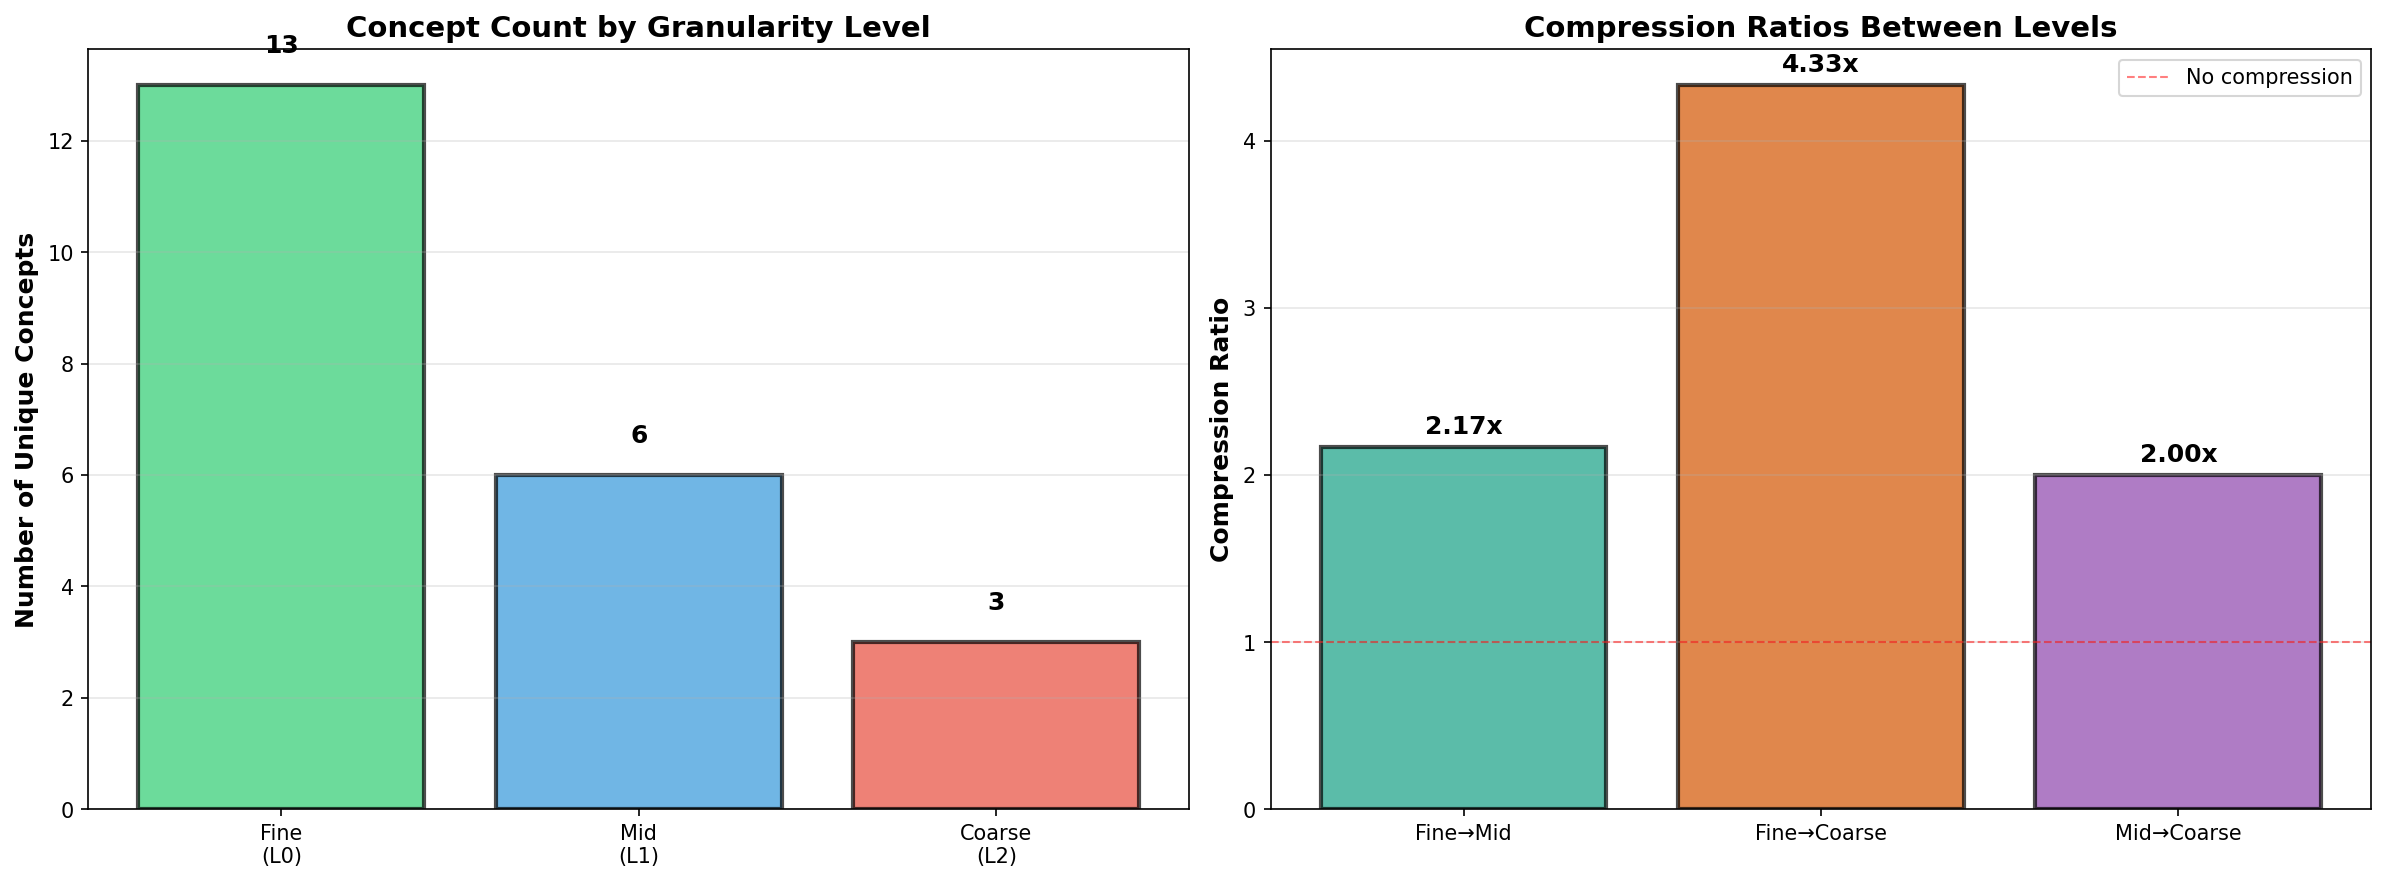 Concept Count by Granularity Level
Number of Unique Concepts
12
10
8
6
4
2
0
13
6
3
Fine
(L0)
Mid
(L1)
Coarse
(L2)
Compression Ratios Between Levels
Compression Ratio
4
3
2
1
0
No compression
2.17x
4.33x
2.00x
Fine→Mid
Fine→Coarse
Mid→Coarse